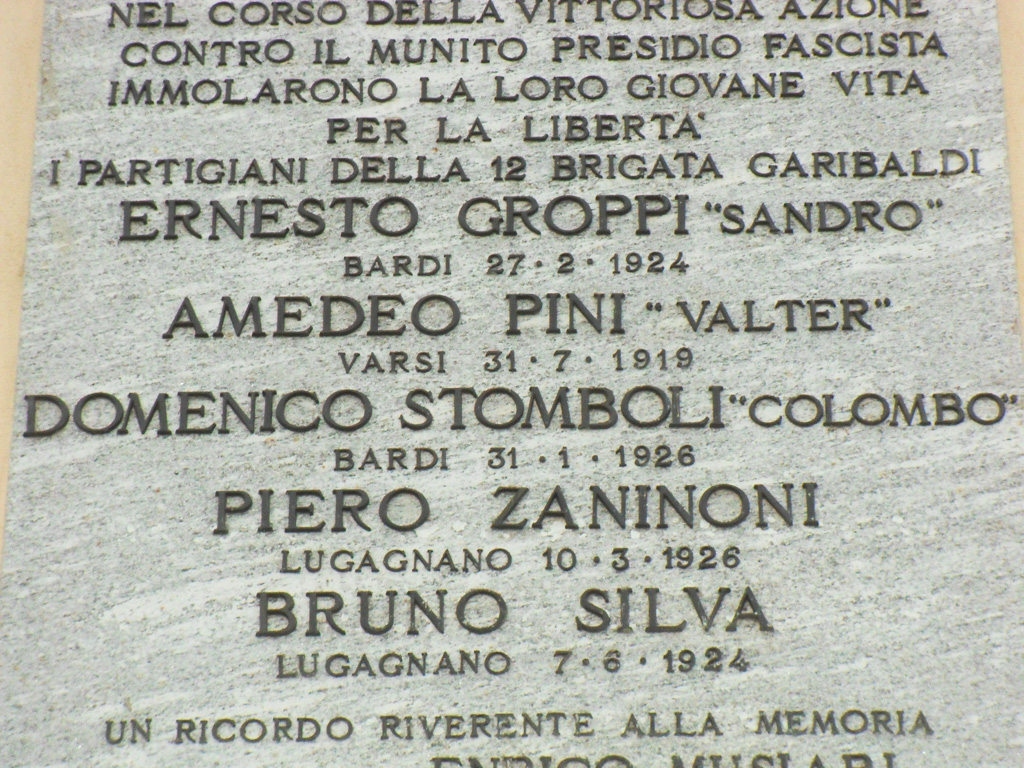 NEL CORSO DELLA VITTORIOSA AZIONE
CONTRO IL MUNITO PRESIDIO FASCISTA
IMMOLARONO LA LORO GIOVANE VITA
PER LA LIBERTA'
I PARTIGIANI DELLA 12 BRIGATA GARIBALDI
ERNESTO GROPPI "SANDRO"
BARDI 27·2·1924
AMEDEO PINI "VALTER"
VARSI 31·7·1919
DOMENICO STOMBOLI "COLOMBO"
BARDI 31·1·1926
PIERO ZANINONI
LUGAGNANO 10·3·1926
BRUNO SILVA
LUGAGNANO 7·6·1924
UN RICORDO RIVERENTE ALLA MEMORIA
ENRICO